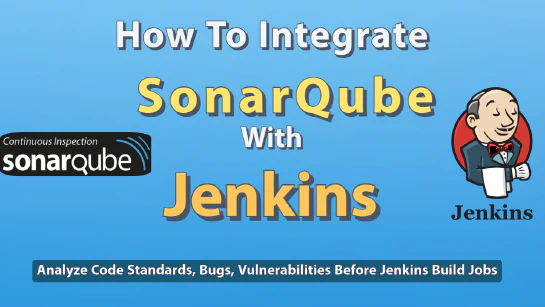 How To Integrate
SonarQube
With
Jenkins
Continuous Inspection
sonarqube
Jenkins
Analyze Code Standards, Bugs, Vulnerabilities Before Jenkins Build Jobs